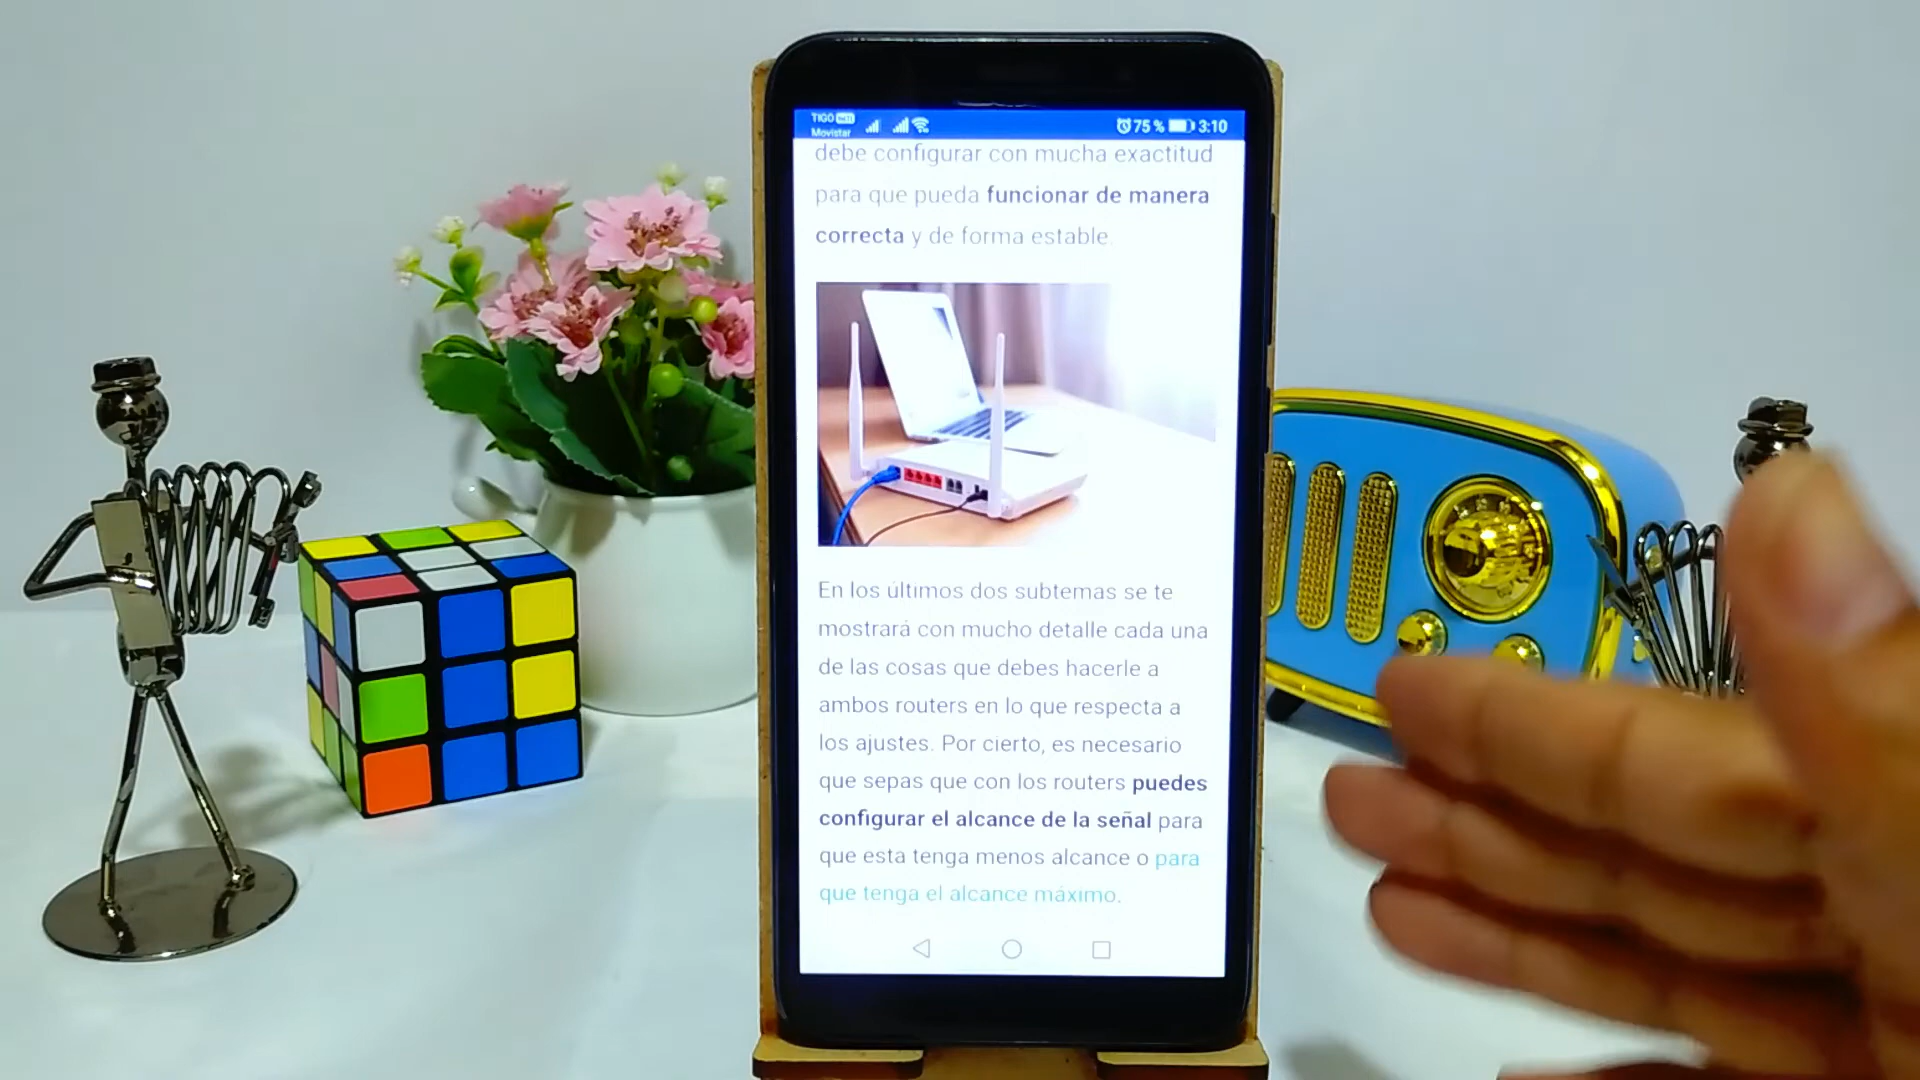 TIGO
Movistar
75 %
3:10
debe configurar con mucha exactitud
para que pueda funcionar de manera
correcta y de forma estable.
En los últimos dos subtemas se te
mostrará con mucho detalle cada una
de las cosas que debes hacerle a
ambos routers en lo que respecta a
los ajustes. Por cierto, es necesario
que sepas que con los routers puedes
configurar el alcance de la señal para
que esta tenga menos alcance o para
que tenga el alcance máximo.